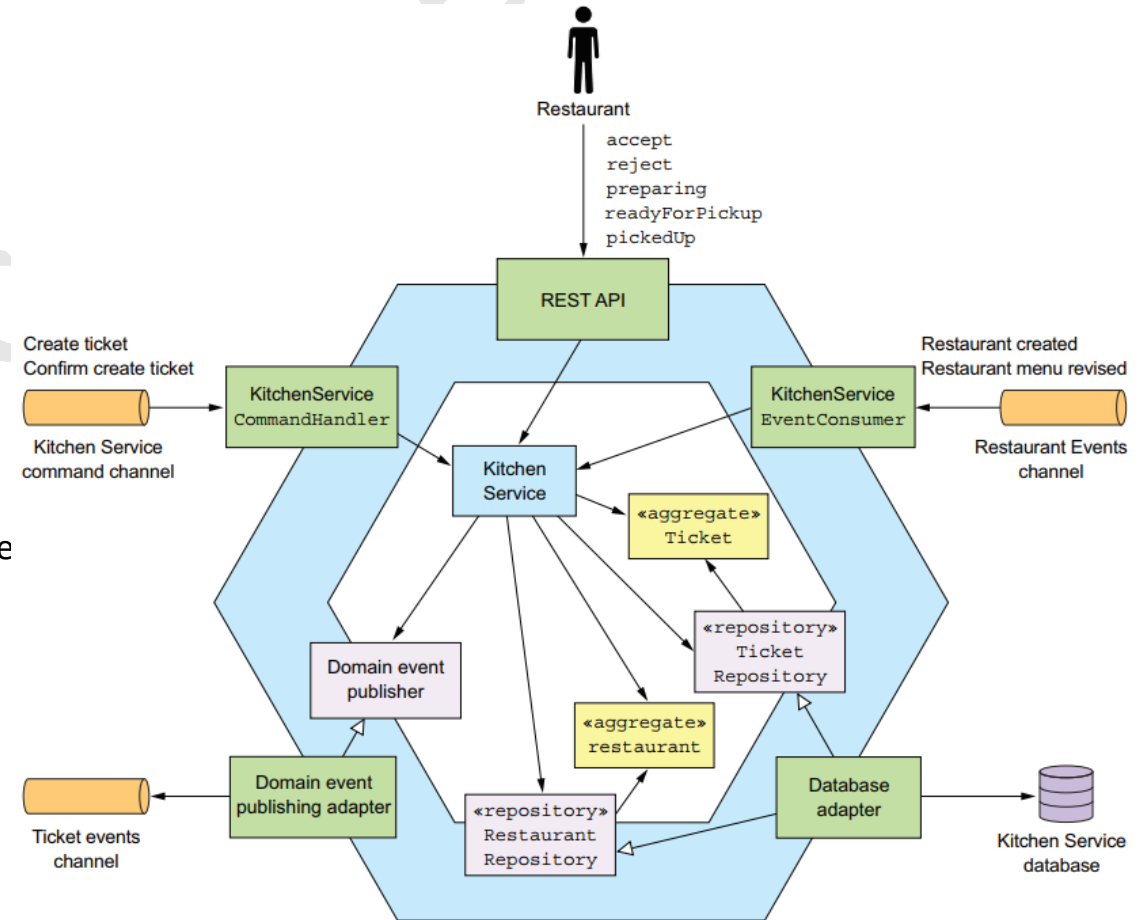 Restaurant
accept
reject
preparing
readyForPickup
pickedUp
REST API
Create ticket
Confirm create ticket
Kitchen Service
command channel
KitchenService
CommandHandler
KitchenService
EventConsumer
Restaurant created
Restaurant menu revised
Restaurant Events
channel
Kitchen
Service
«aggregate»
Ticket
e
«repository»
Ticket
Repository
Domain event
publisher
«aggregate»
restaurant
Domain event
publishing adapter
Ticket events
channel
«repository»
Restaurant
Repository
Database
adapter
Kitchen Service
database